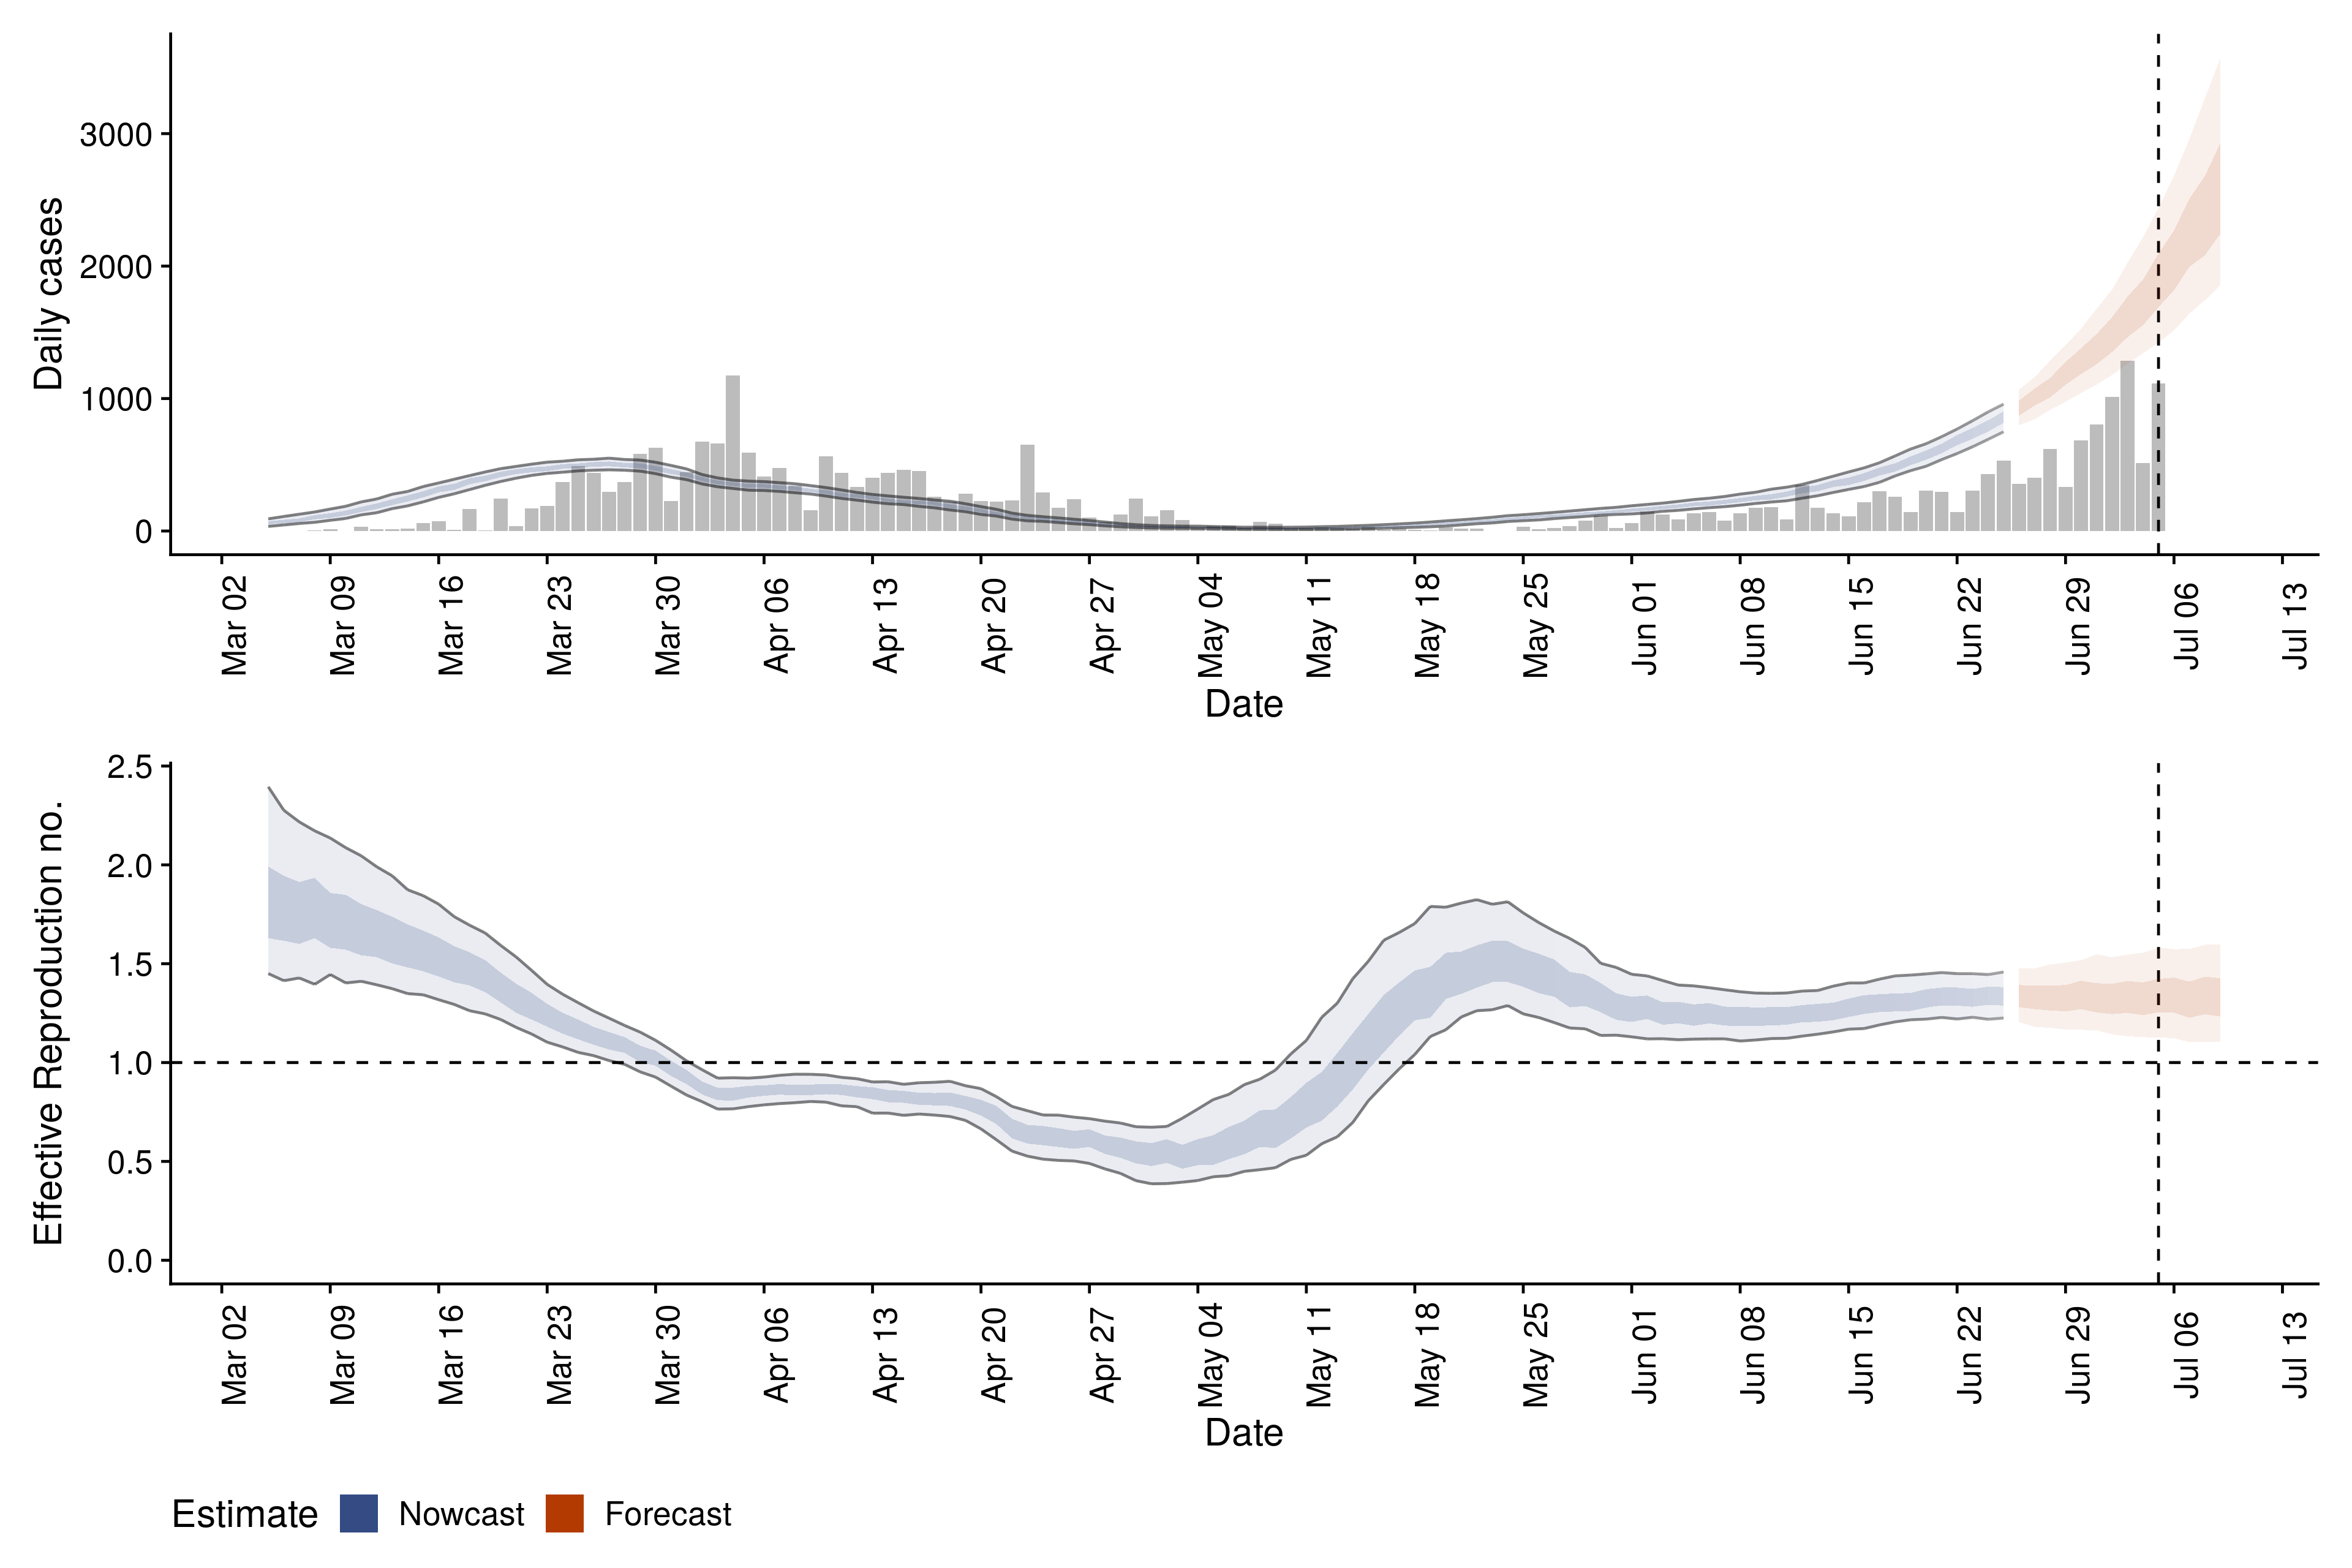 Daily cases
3000
2000
1000
0
Mar 02
Mar 09
Mar 16
Mar 23
Mar 30
Apr 06
Apr 13
Apr 20
Apr 27
May 04
May 11
May 18
May 25
Jun 01
Jun 08
Jun 15
Jun 22
Jun 29
Jul 06
Jul 13
Date
Effective Reproduction no.
2.5
2.0
1.5
1.0
0.5
0.0
Mar 02
Mar 09
Mar 16
Mar 23
Mar 30
Apr 06
Apr 13
Apr 20
Apr 27
May 04
May 11
May 18
May 25
Jun 01
Jun 08
Jun 15
Jun 22
Jun 29
Jul 06
Jul 13
Date
Estimate Nowcast Forecast